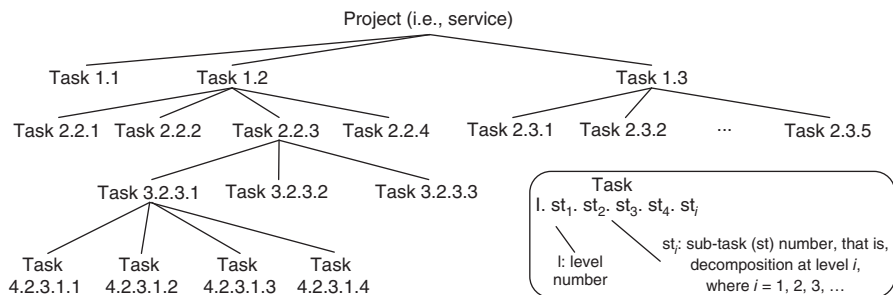 Project (i.e., service)
Task 1.1 Task 1.2 Task 1.3
Task 2.2.1 Task 2.2.2 Task 2.2.3 Task 2.2.4 Task 2.3.1 Task 2.3.2 ... Task 2.3.5
Task 3.2.3.1 Task 3.2.3.2 Task 3.2.3.3
Task Task Task Task
4.2.3.1.1 4.2.3.1.2 4.2.3.1.3 4.2.3.1.4
Task
l. st1. st2. st3. st4. sti
l: level
number
sti: sub-task (st) number, that is,
decomposition at level i,
where i = 1, 2, 3, ...